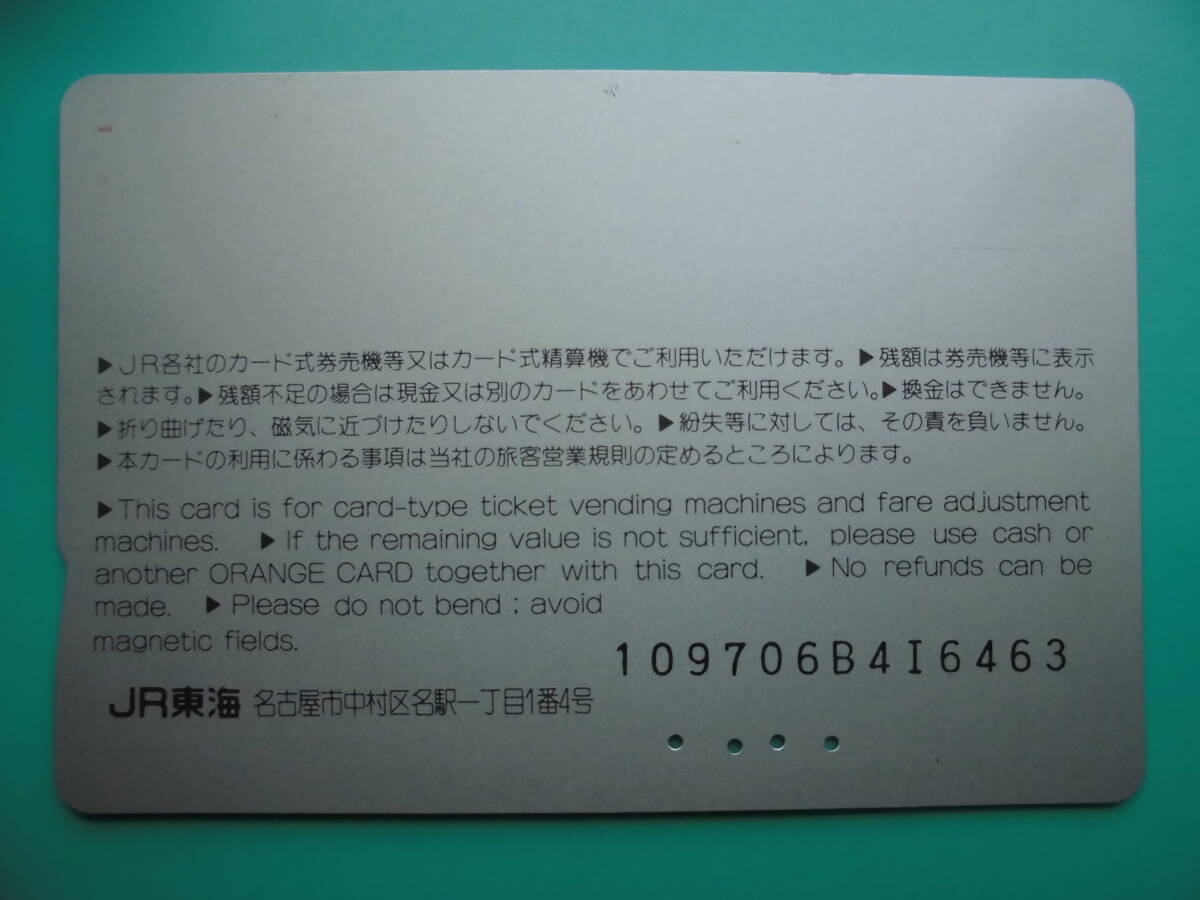 ▶JR各社のカード式券売機等又はカード式精算機でご利用いただけます。▶残額は券売機等に表示
されます。▶残額不足の場合は現金又は別のカードをあわせてご利用ください。▶換金はできません。
▶折り曲げたり、磁気に近づけたりしないでください。▶紛失等に対しては、その責を負いません。
▶本カードの利用に係わる事項は当社の旅客営業規則の定めるところによります。
▶This card is for card-type ticket vending machines and fare adjustment
machines. ▶If the remaining value is not sufficient, please use cash or
another ORANGE CARD together with this card. ▶No refunds can be
made. ▶Please do not bend; avoid
magnetic fields.
109706B4I6463
JR東海 名古屋市中村区名駅一丁目1番4号